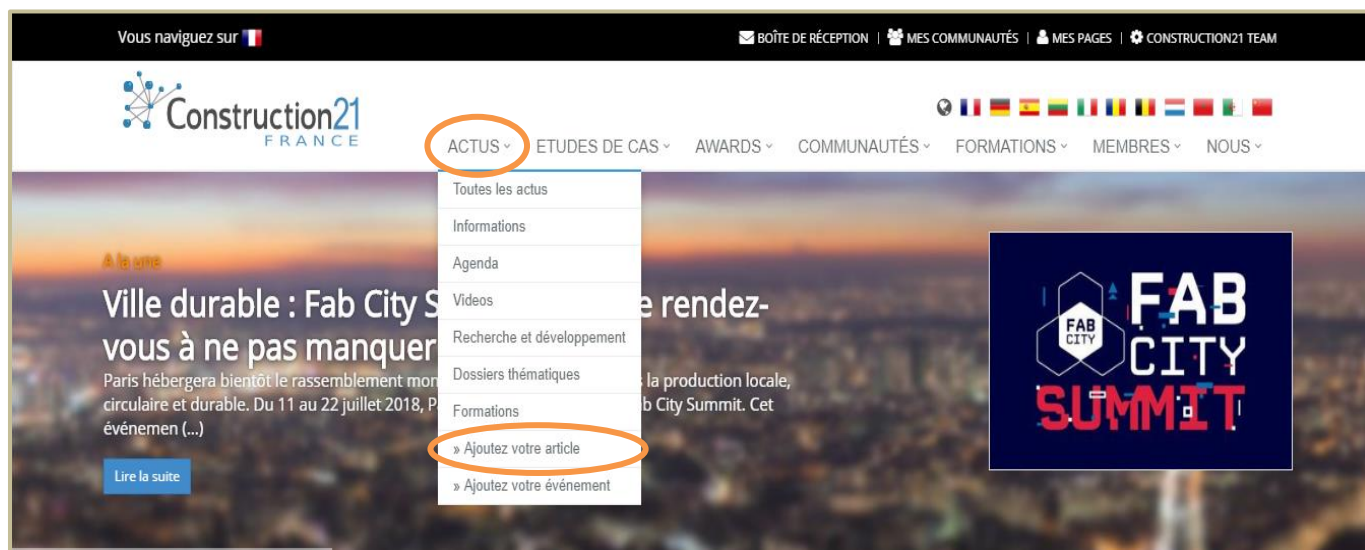 Vous naviguez sur
BOÎTE DE RÉCEPTION | MES COMMUNAUTÉS | MES PAGES | CONSTRUCTION21 TEAM
Construction21
FRANCE
ACTUS ETUDES DE CAS AWARDS COMMUNAUTÉS FORMATIONS MEMBRES NOUS
Toutes les actus
Informations
Agenda
Videos
Recherche et développement
Dossiers thématiques
Formations
» Ajoutez votre article
» Ajoutez votre événement
A la une
Ville durable : Fab City S e rendez-
vous à ne pas manquer
Paris hébergera bientôt le rassemblement mon s la production locale,
circulaire et durable. Du 11 au 22 juillet 2018, P b City Summit. Cet
événemen (...)
Lire la suite
FAB
CITY
FAB
CITY
SUMMIT